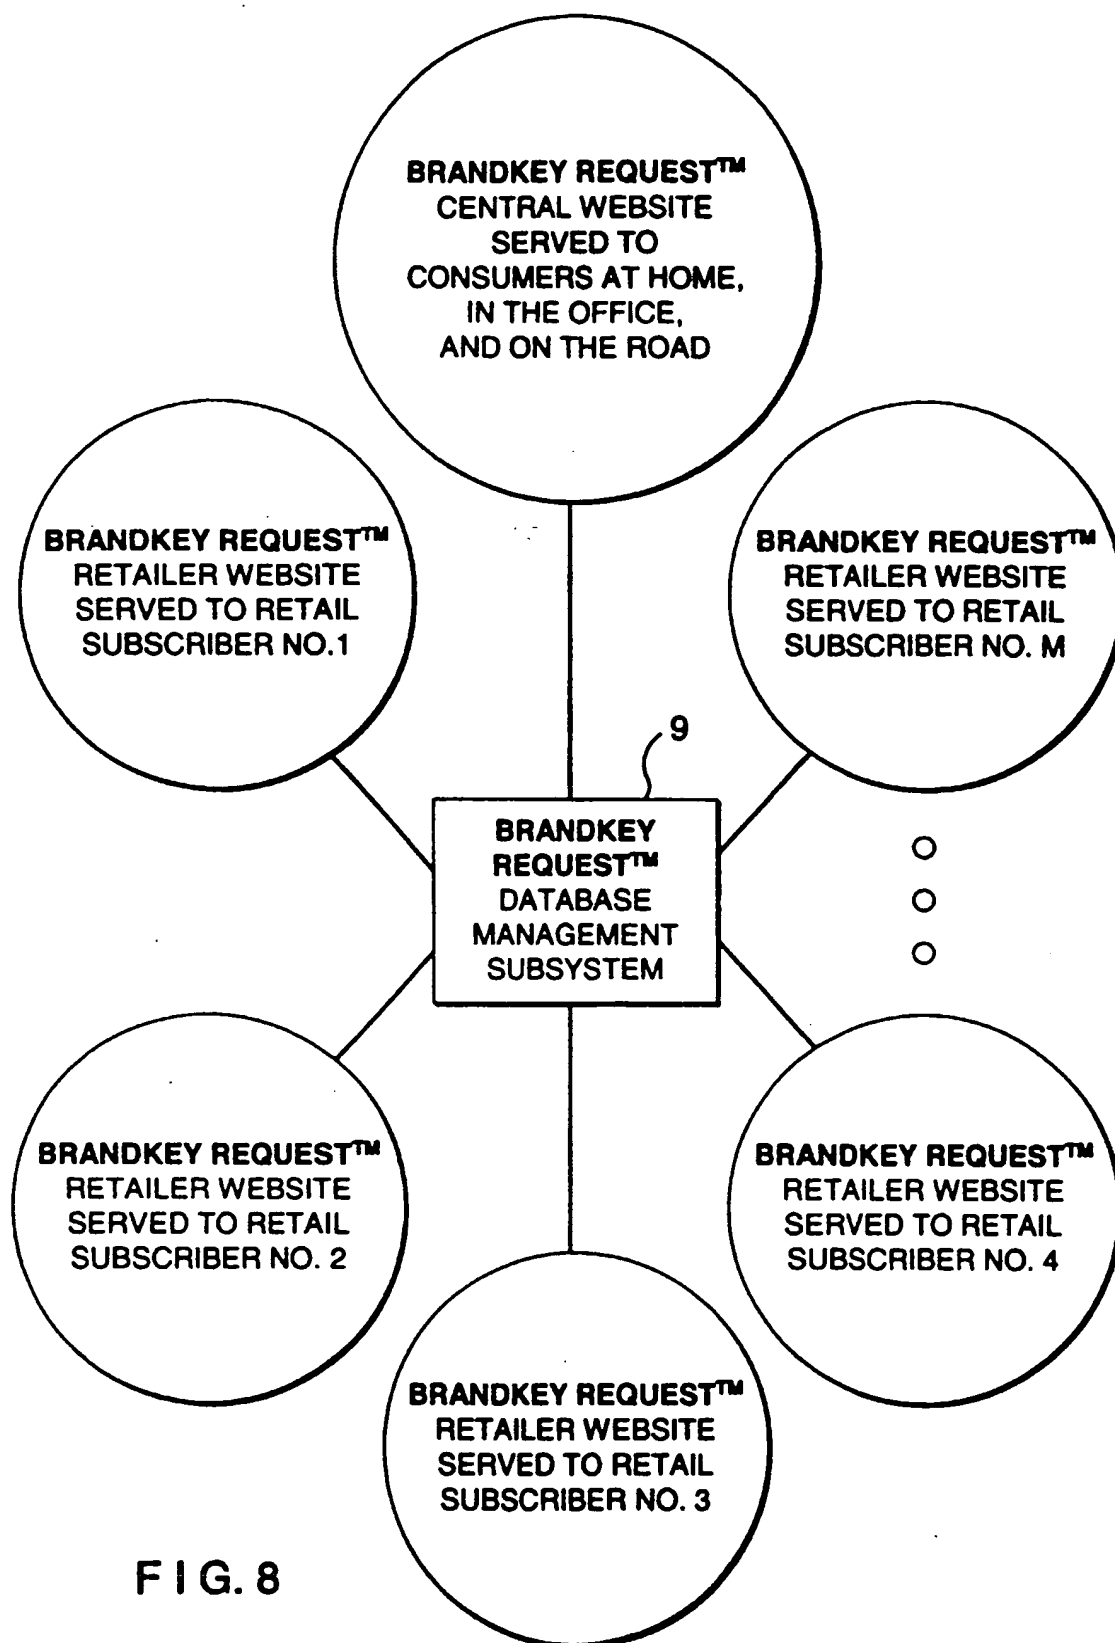 BRANDKEY REQUEST™
CENTRAL WEBSITE
SERVED TO
CONSUMERS AT HOME,
IN THE OFFICE,
AND ON THE ROAD
BRANDKEY REQUEST™
RETAILER WEBSITE
SERVED TO RETAIL
SUBSCRIBER NO.1
BRANDKEY REQUEST™
RETAILER WEBSITE
SERVED TO RETAIL
SUBSCRIBER NO. M
9
BRANDKEY
REQUEST™
DATABASE
MANAGEMENT
SUBSYSTEM
BRANDKEY REQUEST™
RETAILER WEBSITE
SERVED TO RETAIL
SUBSCRIBER NO. 2
BRANDKEY REQUEST™
RETAILER WEBSITE
SERVED TO RETAIL
SUBSCRIBER NO. 4
BRANDKEY REQUEST™
RETAILER WEBSITE
SERVED TO RETAIL
SUBSCRIBER NO. 3
FIG. 8